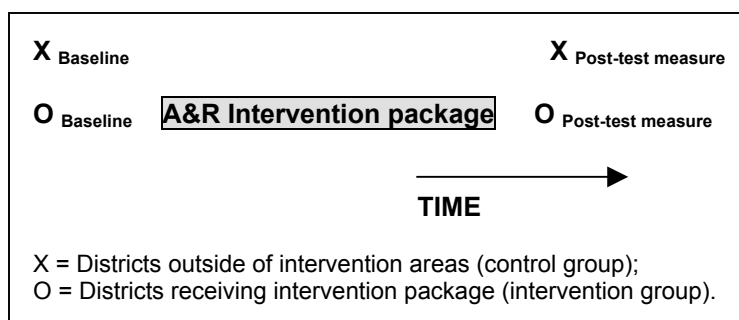 X Baseline X Post-test measure
O Baseline A&R Intervention package O Post-test measure
TIME
X = Districts outside of intervention areas (control group);
O = Districts receiving intervention package (intervention group).